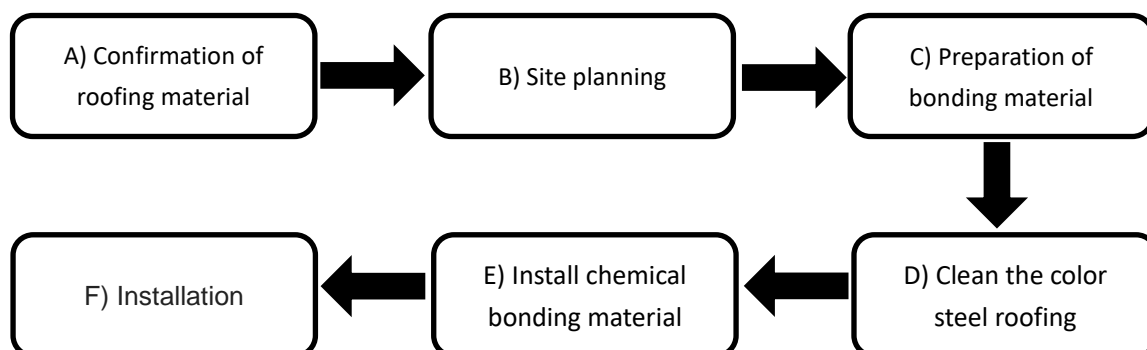 A) Confirmation of
roofing material
B) Site planning
C) Preparation of
bonding material
D) Clean the color
steel roofing
E) Install chemical
bonding material
F) Installation